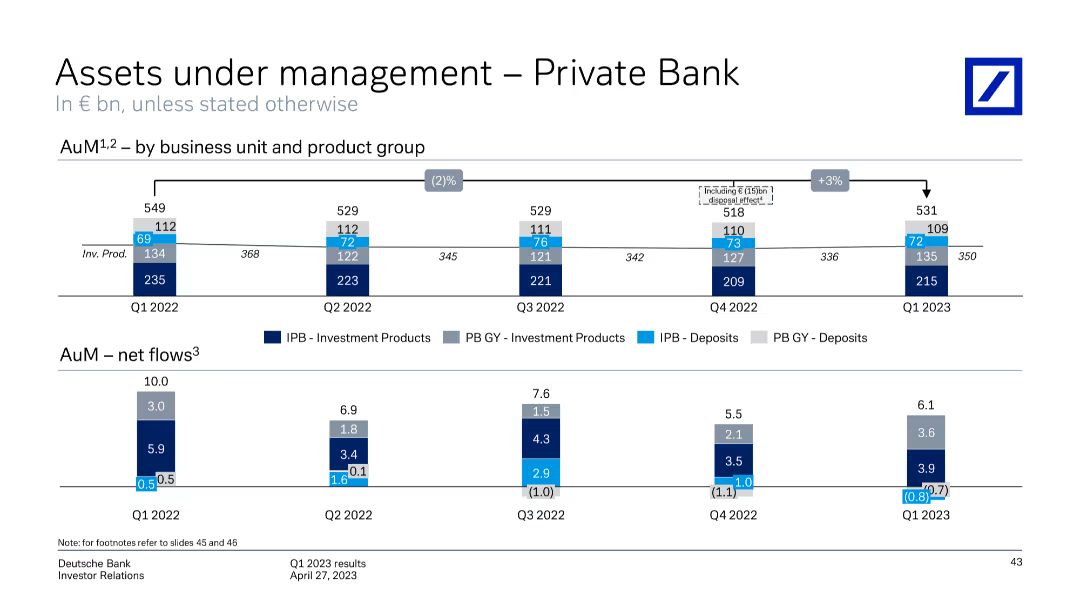 Assets under management – Private Bank
In € bn, unless stated otherwise
AuM1,2 – by business unit and product group
(2)%
+3%
Including € (15)bn
disposal effect4
549
529
529
518
531
112
112
111
110
109
69
72
76
73
72
Inv. Prod.
134
368
122
345
121
342
127
336
135
350
235
223
221
209
215
Q1 2022
Q2 2022
Q3 2022
Q4 2022
Q1 2023
IPB - Investment Products
PB GY - Investment Products
IPB - Deposits
PB GY - Deposits
AuM – net flows3
10.0
6.9
7.6
5.5
6.1
3.0
1.8
1.5
2.1
3.6
5.9
3.4
4.3
3.5
3.9
0.5
0.5
1.6
0.1
2.9
(1.0)
1.0
(1.1)
(0.8)
(0.7)
Q1 2022
Q2 2022
Q3 2022
Q4 2022
Q1 2023
Note: for footnotes refer to slides 45 and 46
Deutsche Bank
Investor Relations
Q1 2023 results
April 27, 2023
43